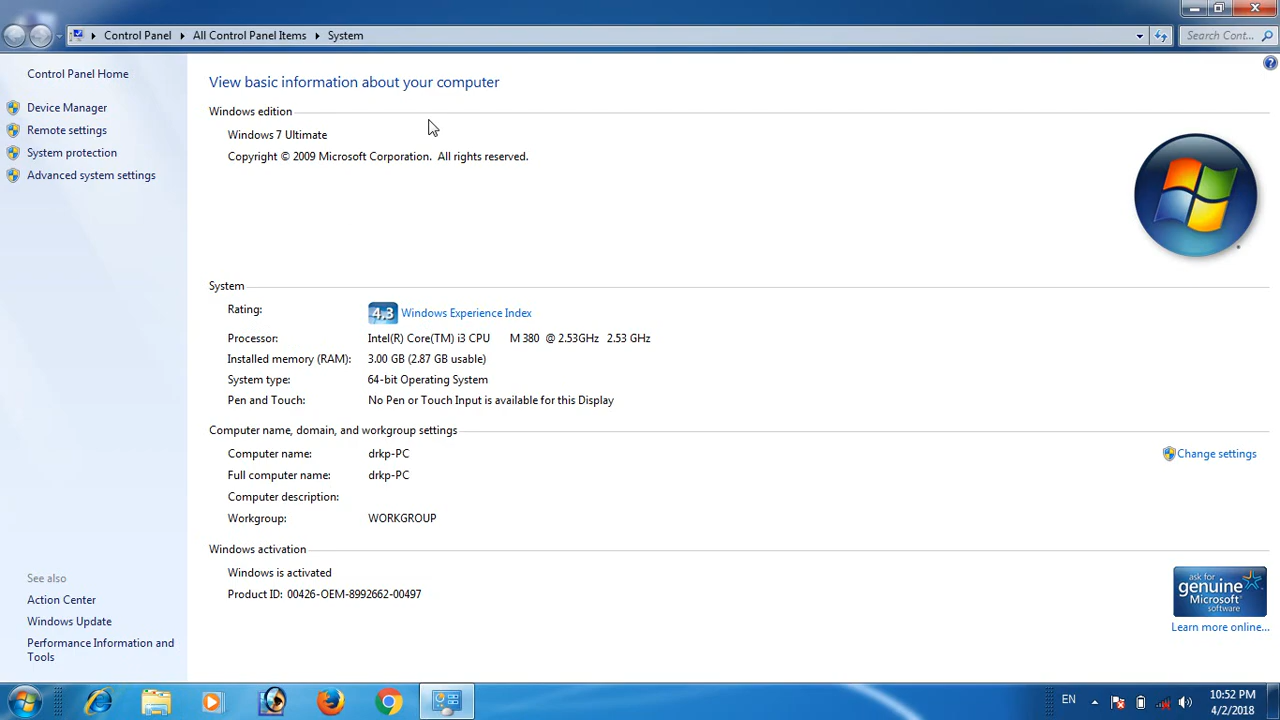 Control Panel
All Control Panel Items
System
Search Cont...
Control Panel Home
Device Manager
Remote settings
System protection
Advanced system settings
View basic information about your computer
Windows edition
Windows 7 Ultimate
Copyright © 2009 Microsoft Corporation.  All rights reserved.
System
Rating:
4.3 Windows Experience Index
Processor:
Intel(R) Core(TM) i3 CPU M 380 @ 2.53GHz 2.53 GHz
Installed memory (RAM):
3.00 GB (2.87 GB usable)
System type:
64-bit Operating System
Pen and Touch:
No Pen or Touch Input is available for this Display
Computer name, domain, and workgroup settings
Computer name:
drkp-PC
Change settings
Full computer name:
drkp-PC
Computer description:
Workgroup:
WORKGROUP
Windows activation
Windows is activated
Product ID: 00426-OEM-8992662-00497
ask for
genuine
Microsoft
software
Learn more online...
See also
Action Center
Windows Update
Performance Information and
Tools
EN
10:52 PM
4/2/2018